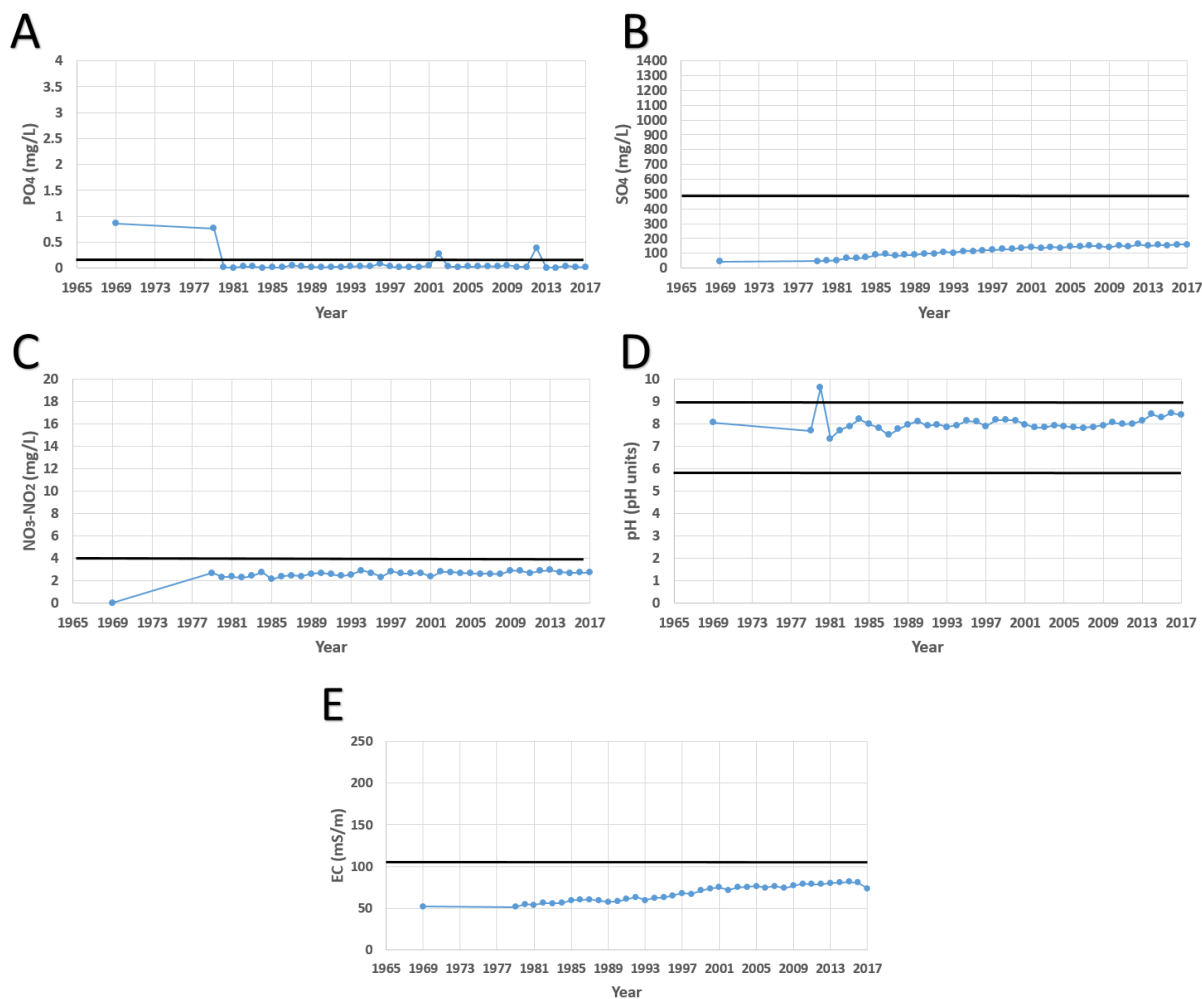 A
PO4 (mg/L)
4
3.5
3
2.5
2
1.5
1
0.5
0
1965 1969 1973 1977 1981 1985 1989 1993 1997 2001 2005 2009 2013 2017
Year
B
SO4 (mg/L)
1400
1300
1200
1100
1000
900
800
700
600
500
400
300
200
100
0
1965 1969 1973 1977 1981 1985 1989 1993 1997 2001 2005 2009 2013 2017
Year
C
NO3-NO2 (mg/L)
20
18
16
14
12
10
8
6
4
2
0
1965 1969 1973 1977 1981 1985 1989 1993 1997 2001 2005 2009 2013 2017
Year
D
pH (pH units)
10
9
8
7
6
5
4
3
2
1
0
1965 1969 1973 1977 1981 1985 1989 1993 1997 2001 2005 2009 2013 2017
Year
E
EC (mS/m)
250
200
150
100
50
0
1965 1969 1973 1977 1981 1985 1989 1993 1997 2001 2005 2009 2013 2017
Year